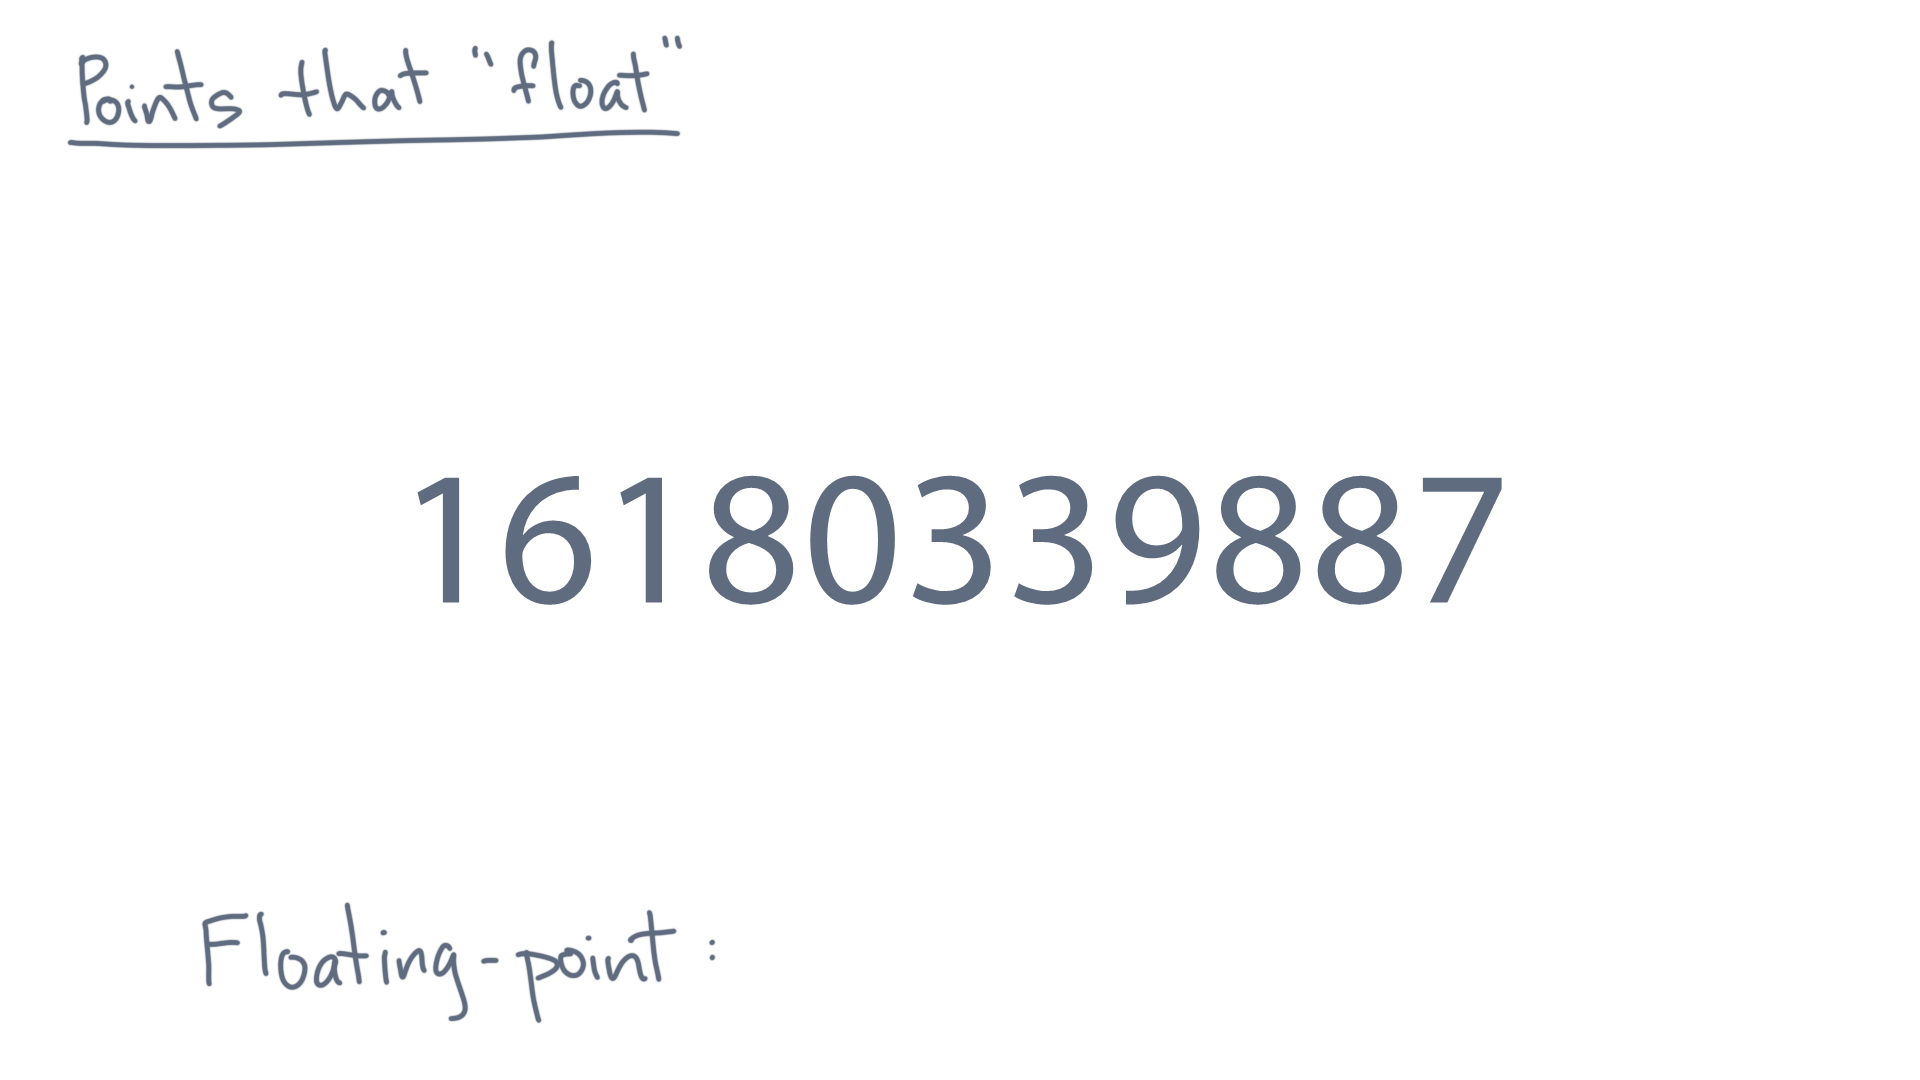 Points that "float"
16180339887
Floating-point :